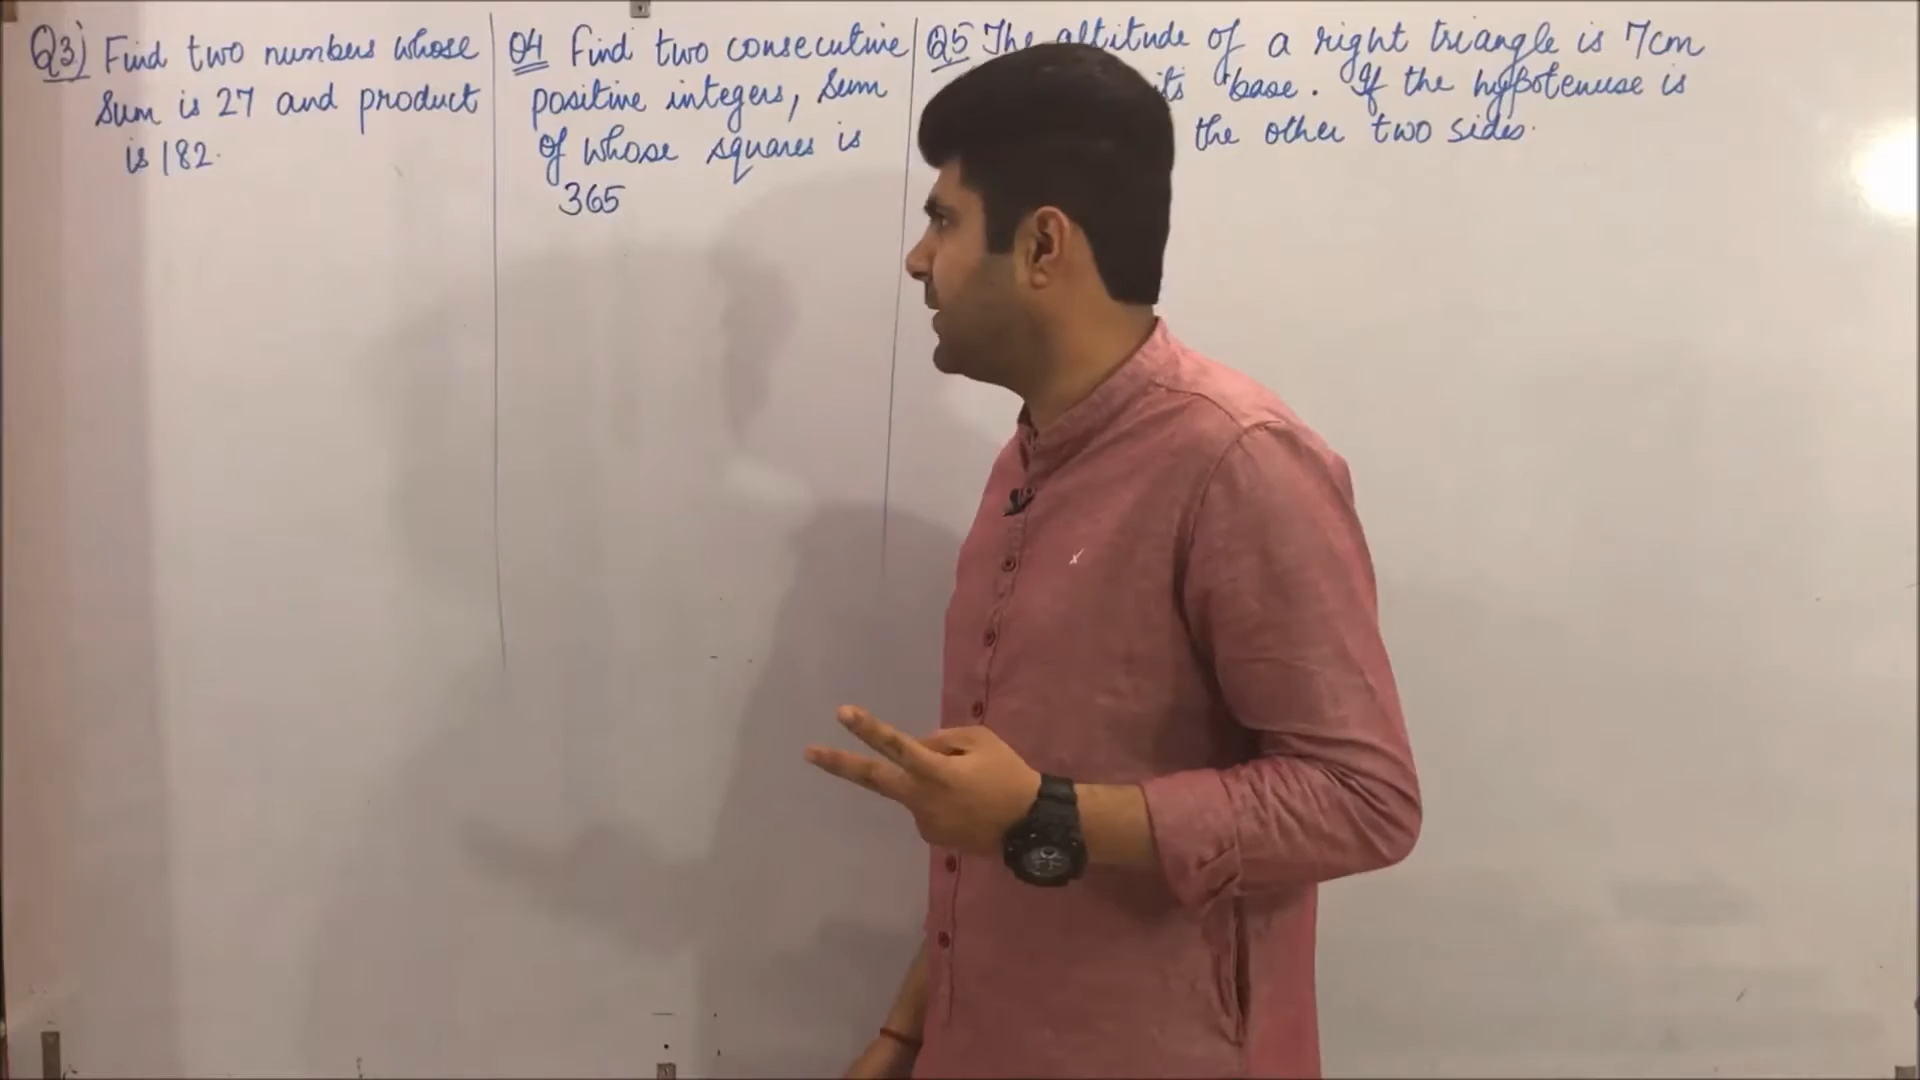 Q3) Find two numbers whose
Sum is 27 and product
is 182.
Q4 Find two consecutive
positive integers, sum
of whose squares is
365
Q5 The altitude of a right triangle is 7cm
its base. If the hypotenuse is
the other two sides.